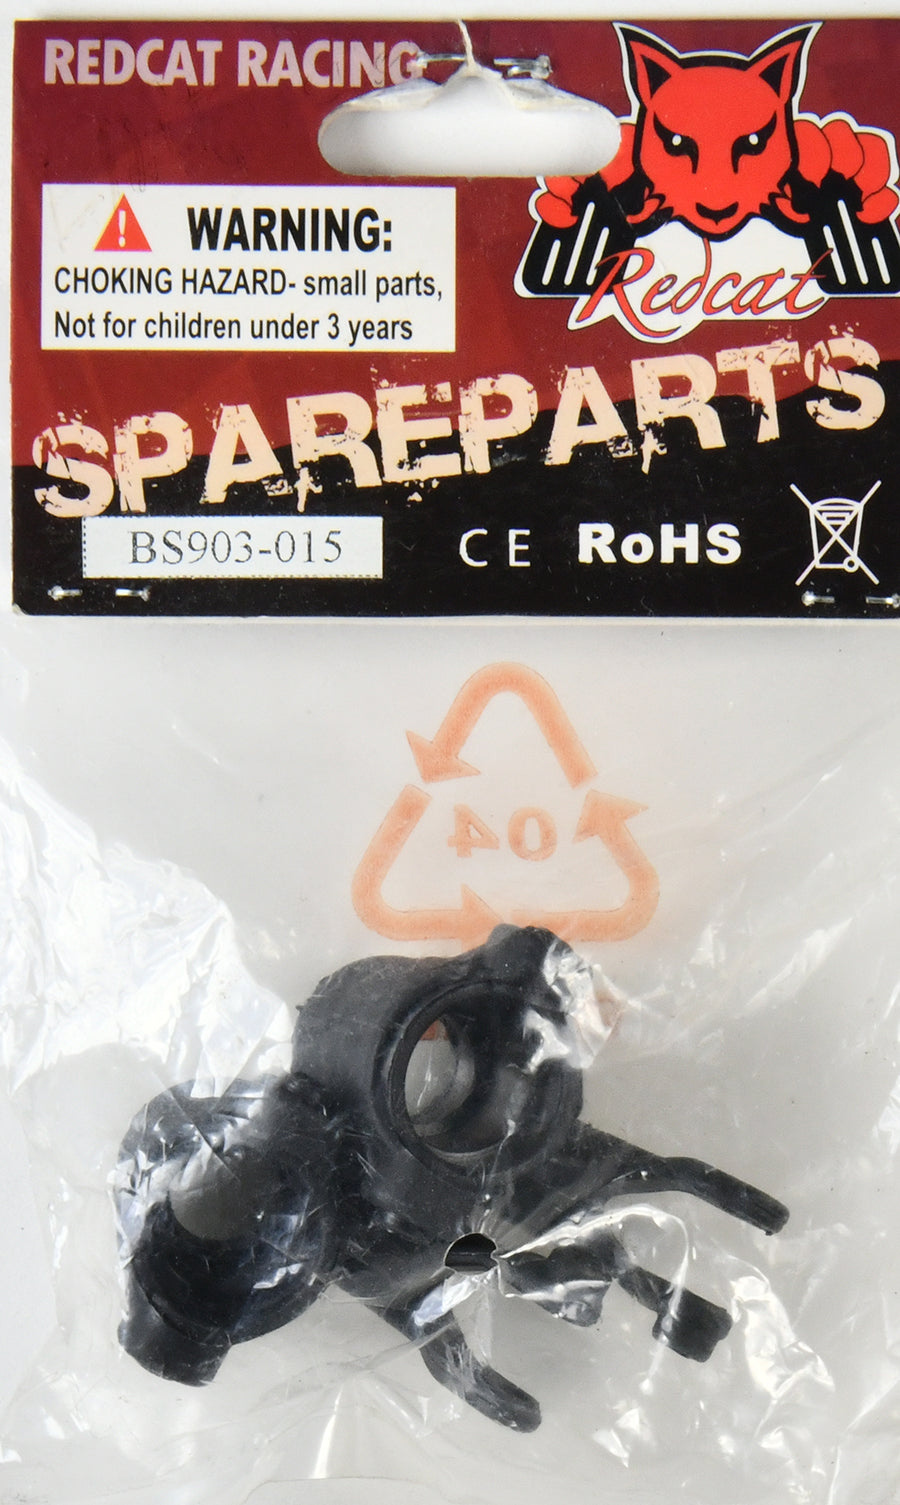 REDCAT RACING
WARNING:
CHOKING HAZARD- small parts,
Not for children under 3 years
Redcat
SPAREPARTS
BS903-015
CE RoHS
04